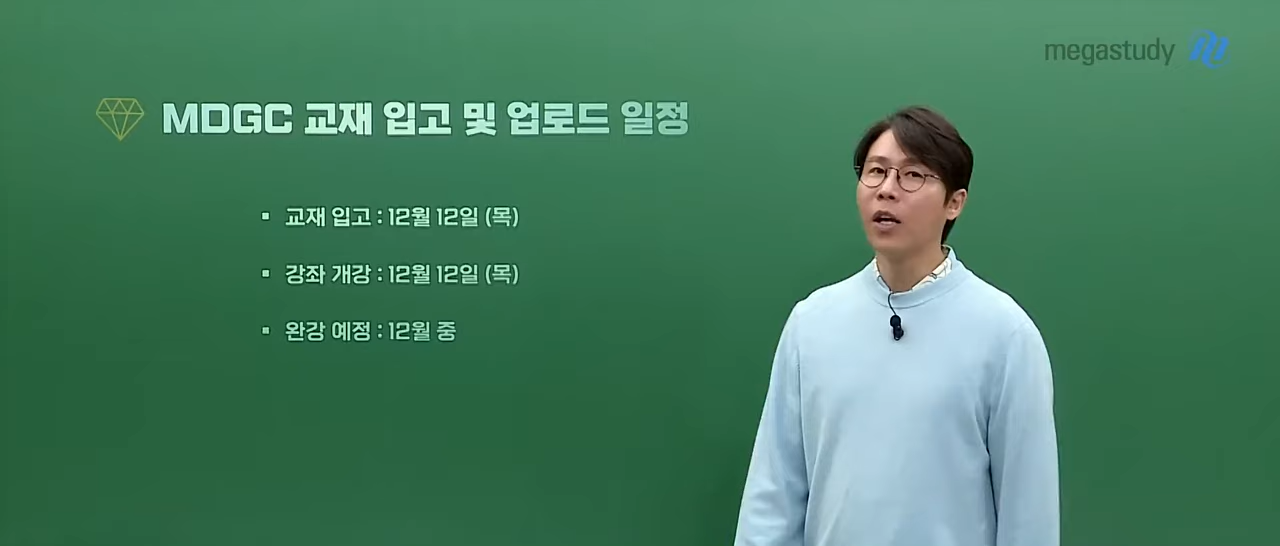 megastudy
MDGC 교재 입고 및 업로드 일정
▪ 교재 입고 : 12월 12일 (목)
▪ 강좌 개강 : 12월 12일 (목)
▪ 완강 예정 : 12월 중